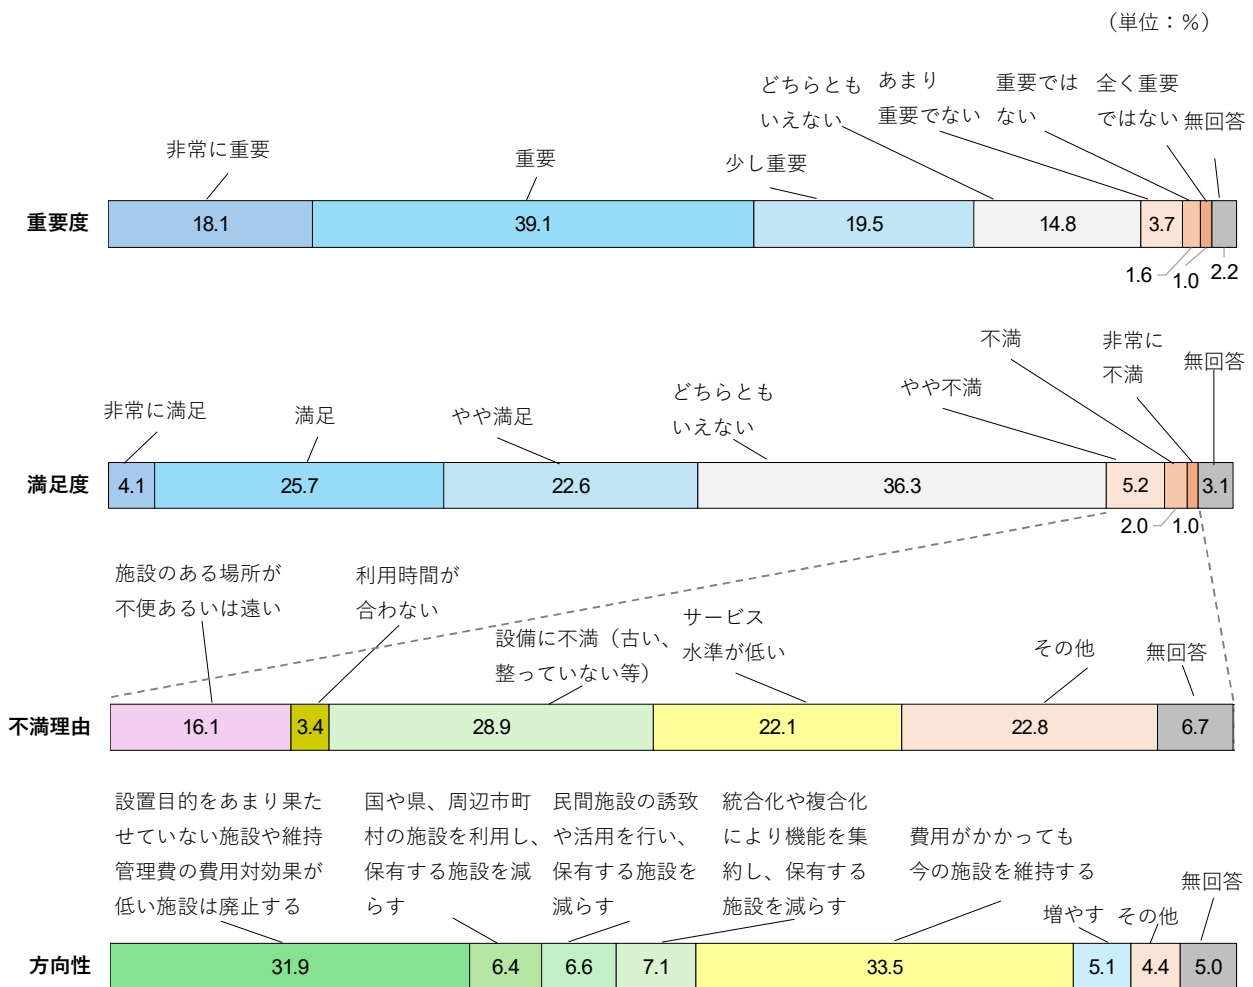 （単位：％）
どちらとも
いえない
あまり
重要でない
重要では
ない
全く重要
ではない
無回答
非常に重要
重要
少し重要
重要度
18.1
39.1
19.5
14.8
3.7
1.6
1.0
2.2
不満
非常に
不満
無回答
どちらとも
いえない
やや不満
非常に満足
満足
やや満足
満足度
4.1
25.7
22.6
36.3
5.2
3.1
2.0
1.0
施設のある場所が
不便あるいは遠い
利用時間が
合わない
設備に不満（古い、
整っていない等）
サービス
水準が低い
その他
無回答
不満理由
16.1
3.4
28.9
22.1
22.8
6.7
設置目的をあまり果た
せていない施設や維持
管理費の費用対効果が
低い施設は廃止する
国や県、周辺市町
村の施設を利用し、
保有する施設を減
らす
民間施設の誘致
や活用を行い、
保有する施設を
減らす
統合化や複合化
により機能を集
約し、保有する
施設を減らす
費用がかかっても
今の施設を維持する
増やす
その他
無回答
方向性
31.9
6.4
6.6
7.1
33.5
5.1
4.4
5.0